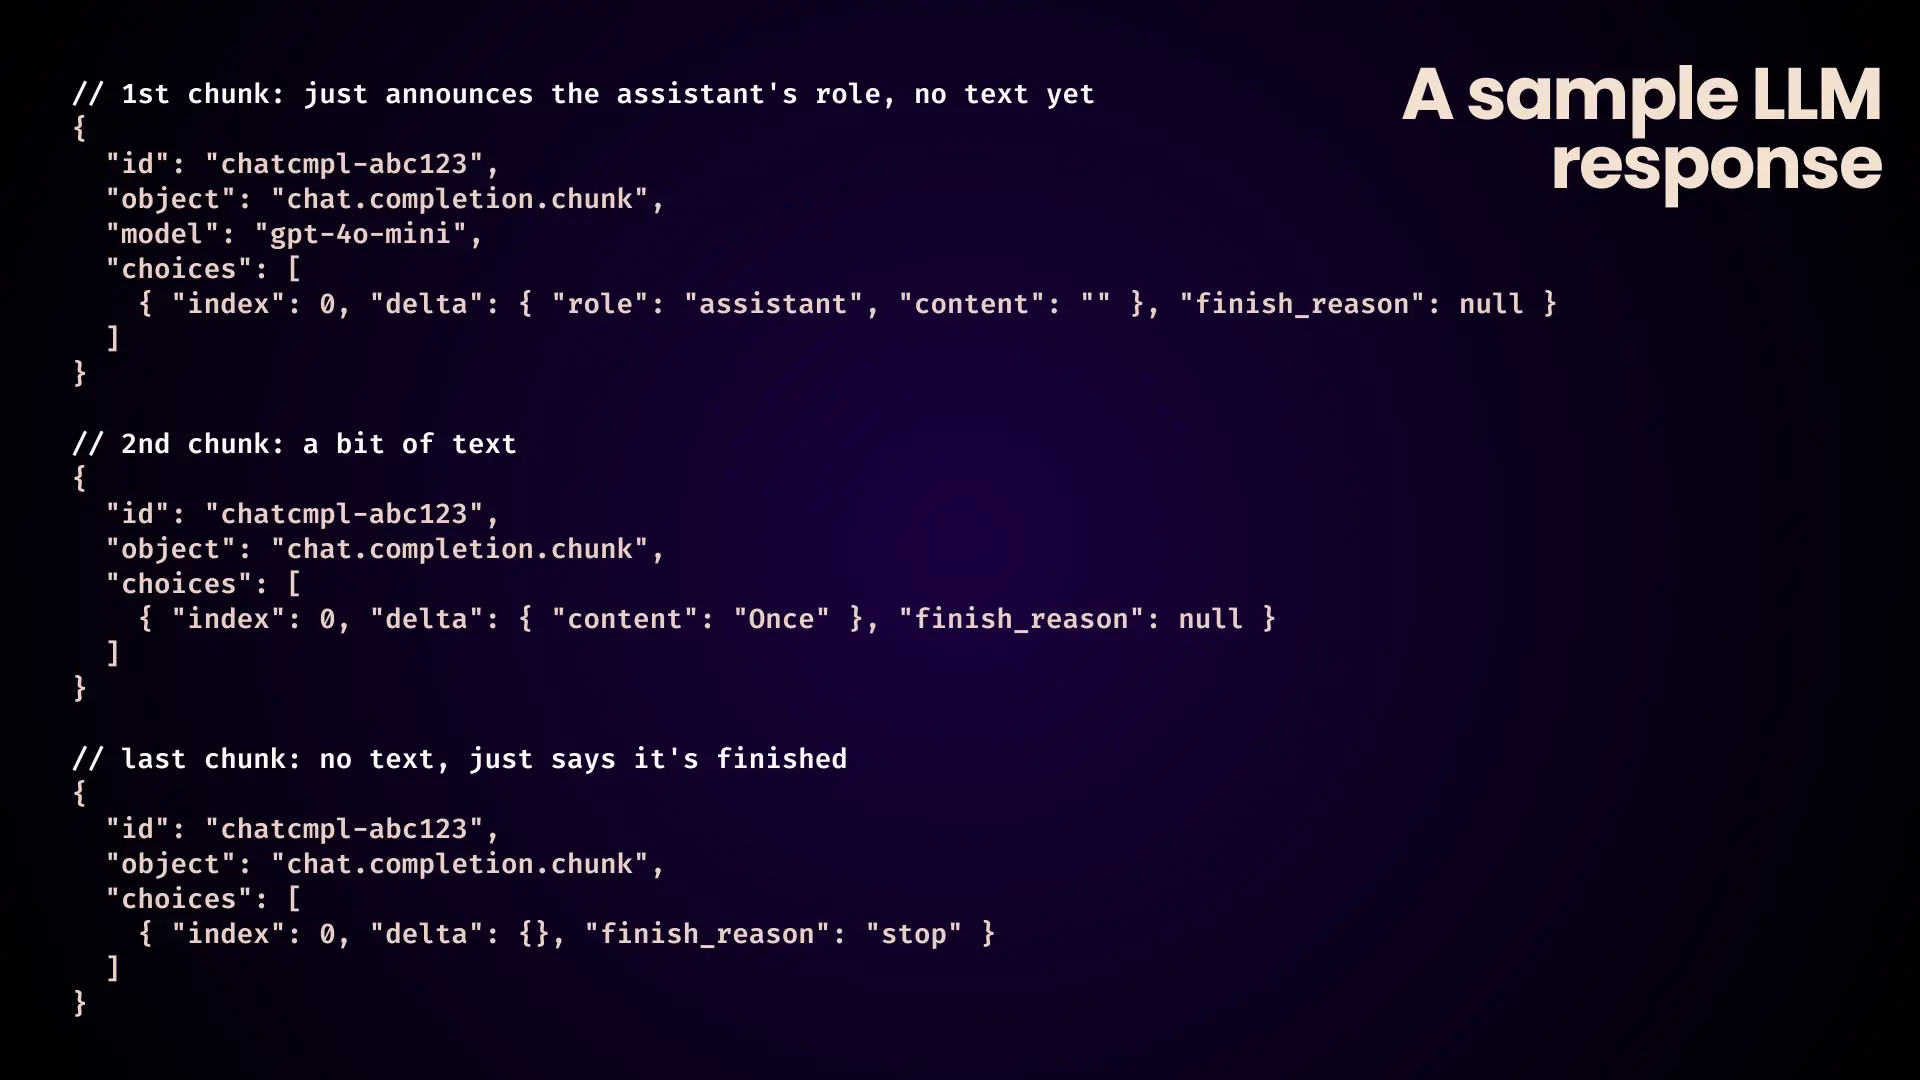 A sample LLM
response
// 1st chunk: just announces the assistant's role, no text yet
{
  "id": "chatcmpl-abc123",
  "object": "chat.completion.chunk",
  "model": "gpt-4o-mini",
  "choices": [
    { "index": 0, "delta": { "role": "assistant", "content": "" }, "finish_reason": null }
  ]
}
// 2nd chunk: a bit of text
{
  "id": "chatcmpl-abc123",
  "object": "chat.completion.chunk",
  "choices": [
    { "index": 0, "delta": { "content": "Once" }, "finish_reason": null }
  ]
}
// last chunk: no text, just says it's finished
{
  "id": "chatcmpl-abc123",
  "object": "chat.completion.chunk",
  "choices": [
    { "index": 0, "delta": {}, "finish_reason": "stop" }
  ]
}